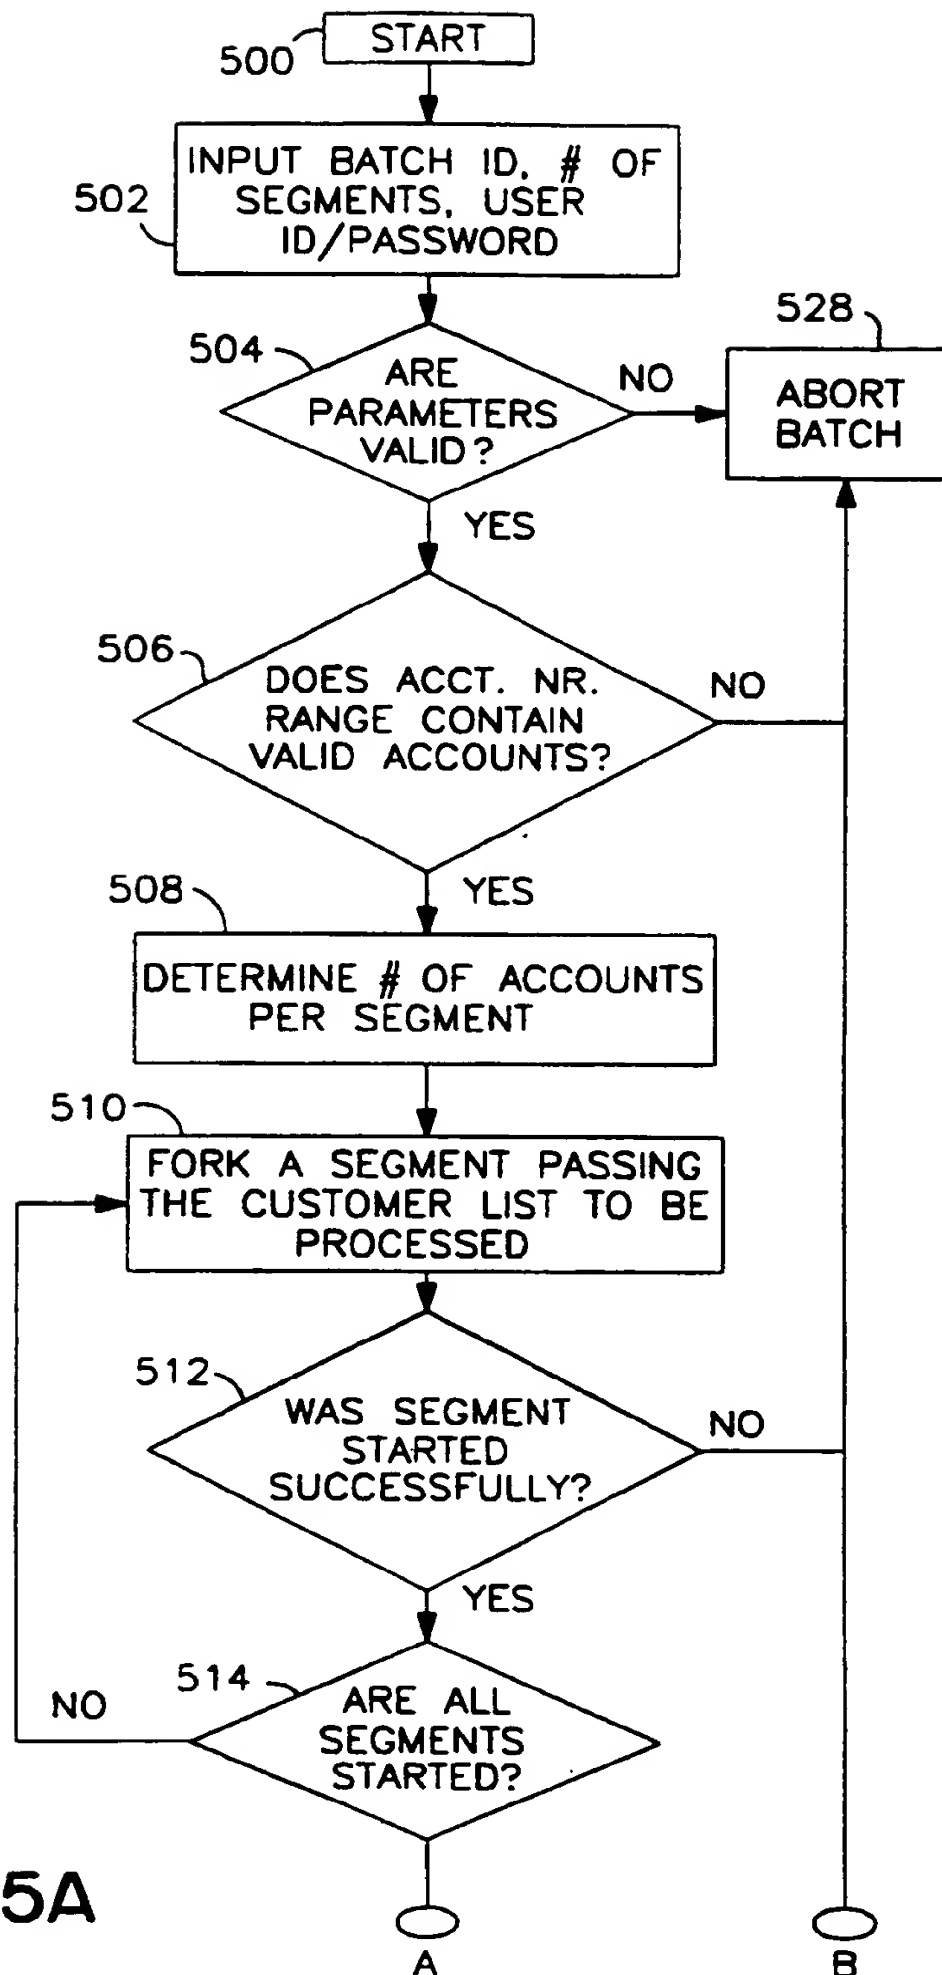 START
500
INPUT BATCH ID, # OF
SEGMENTS, USER
ID/PASSWORD
502
528
504
ARE
PARAMETERS
VALID?
NO
ABORT
BATCH
YES
506
DOES ACCT. NR.
RANGE CONTAIN
VALID ACCOUNTS?
NO
YES
508
DETERMINE # OF ACCOUNTS
PER SEGMENT
510
FORK A SEGMENT PASSING
THE CUSTOMER LIST TO BE
PROCESSED
512
WAS SEGMENT
STARTED
SUCCESSFULLY?
NO
YES
514
ARE ALL
SEGMENTS
STARTED?
NO
5A
A
B